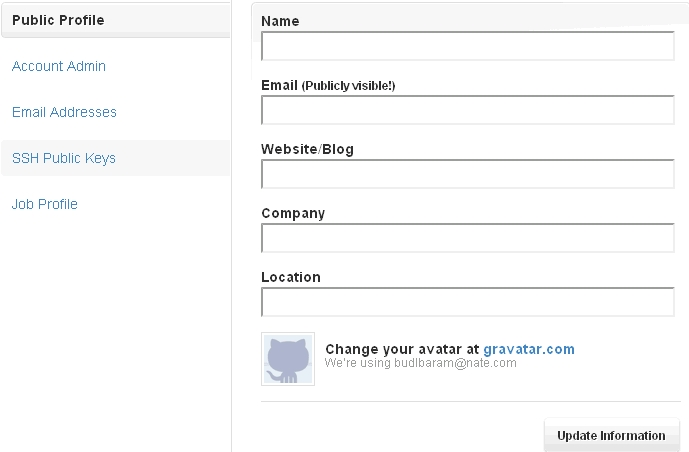 Public Profile
Account Admin
Email Addresses
SSH Public Keys
Job Profile
Name
Email (Publicly visible!)
Website/Blog
Company
Location
Change your avatar at gravatar.com
We're using budlbaram@nate.com
Update Information